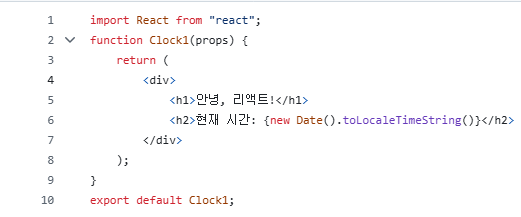 1 import React from "react";
2 function Clock1(props) {
3 return (
4 <div>
5 <h1>안녕, 리액트!</h1>
6 <h2>현재 시간: {new Date().toLocaleTimeString()}</h2>
7 </div>
8 );
9 }
10 export default Clock1;